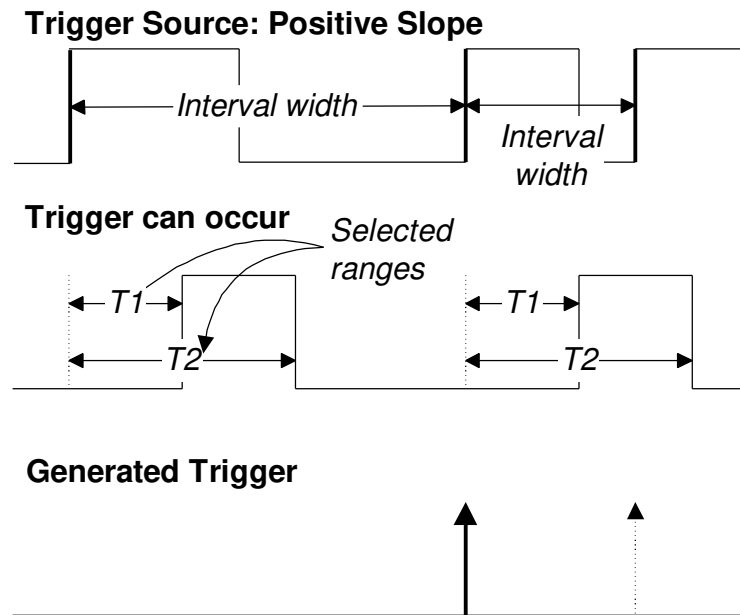 Trigger Source: Positive Slope
Interval width
Interval
width
Trigger can occur
Selected
ranges
T1
T1
T2
T2
Generated Trigger